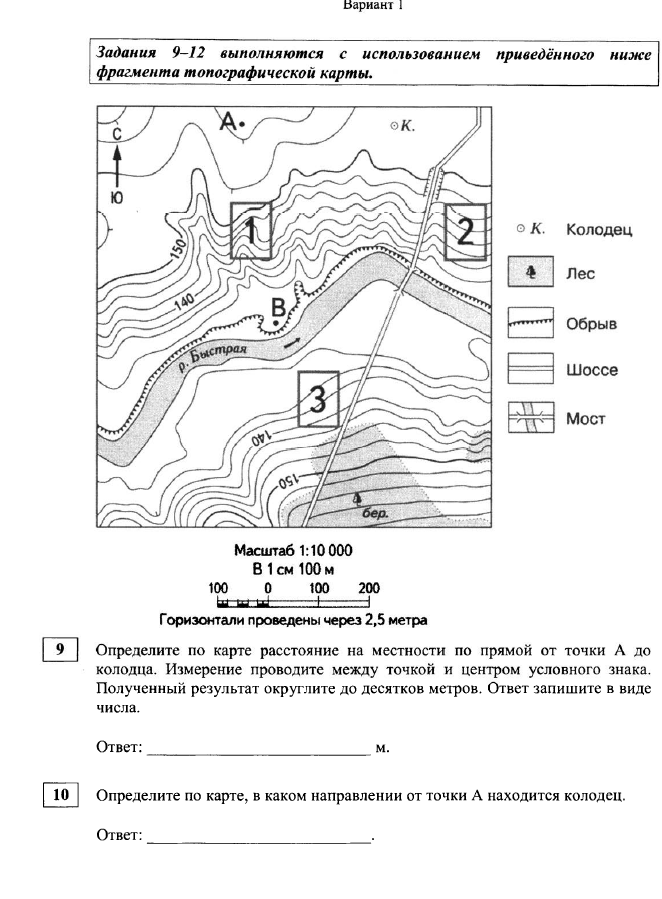 Вариант 1
Задания 9–12 выполняются с использованием приведённого ниже
фрагмента топографической карты.
А
К.
С
Ю
1
2
150
К. Колодец
Лес
140
В
Обрыв
р. Быстрая
Шоссе
3
Мост
140
150
бер.
Масштаб 1:10 000
В 1 см 100 м
100 0 100 200
Горизонтали проведены через 2,5 метра
9 Определите по карте расстояние на местности по прямой от точки А до
колодца. Измерение проводите между точкой и центром условного знака.
Полученный результат округлите до десятков метров. Ответ запишите в виде
числа.
Ответ: ____________________________ м.
10 Определите по карте, в каком направлении от точки А находится колодец.
Ответ: ____________________________.